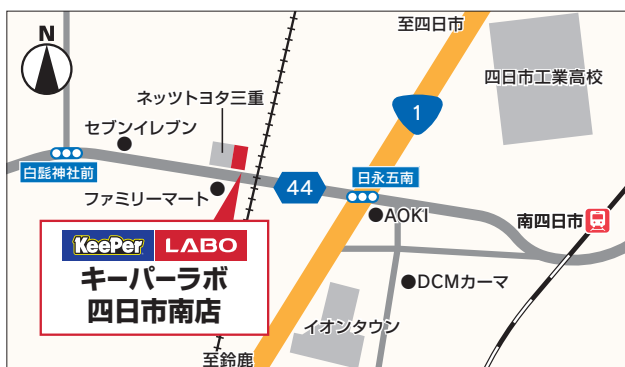 N
至四日市
四日市工業高校
ネッツトヨタ三重
1
セブンイレブン
白髭神社前
44
日永五南
ファミリーマート
AOKI
南四日市
KeePer LABO
キーパーラボ
四日市南店
DCMカーマ
イオンタウン
至鈴鹿